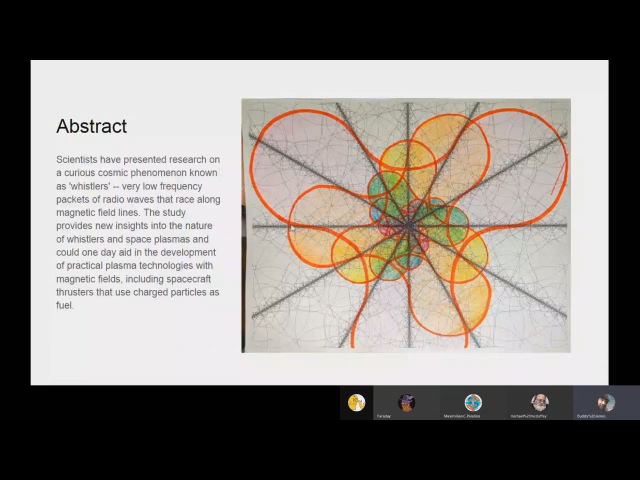 Abstract
Scientists have presented research on
a curious cosmic phenomenon known
as 'whistlers' -- very low frequency
packets of radio waves that race along
magnetic field lines. The study
provides new insights into the nature
of whistlers and space plasmas and
could one day aid in the development
of practical plasma technologies with
magnetic fields, including spacecraft
thrusters that use charged particles as
fuel.
Faraday